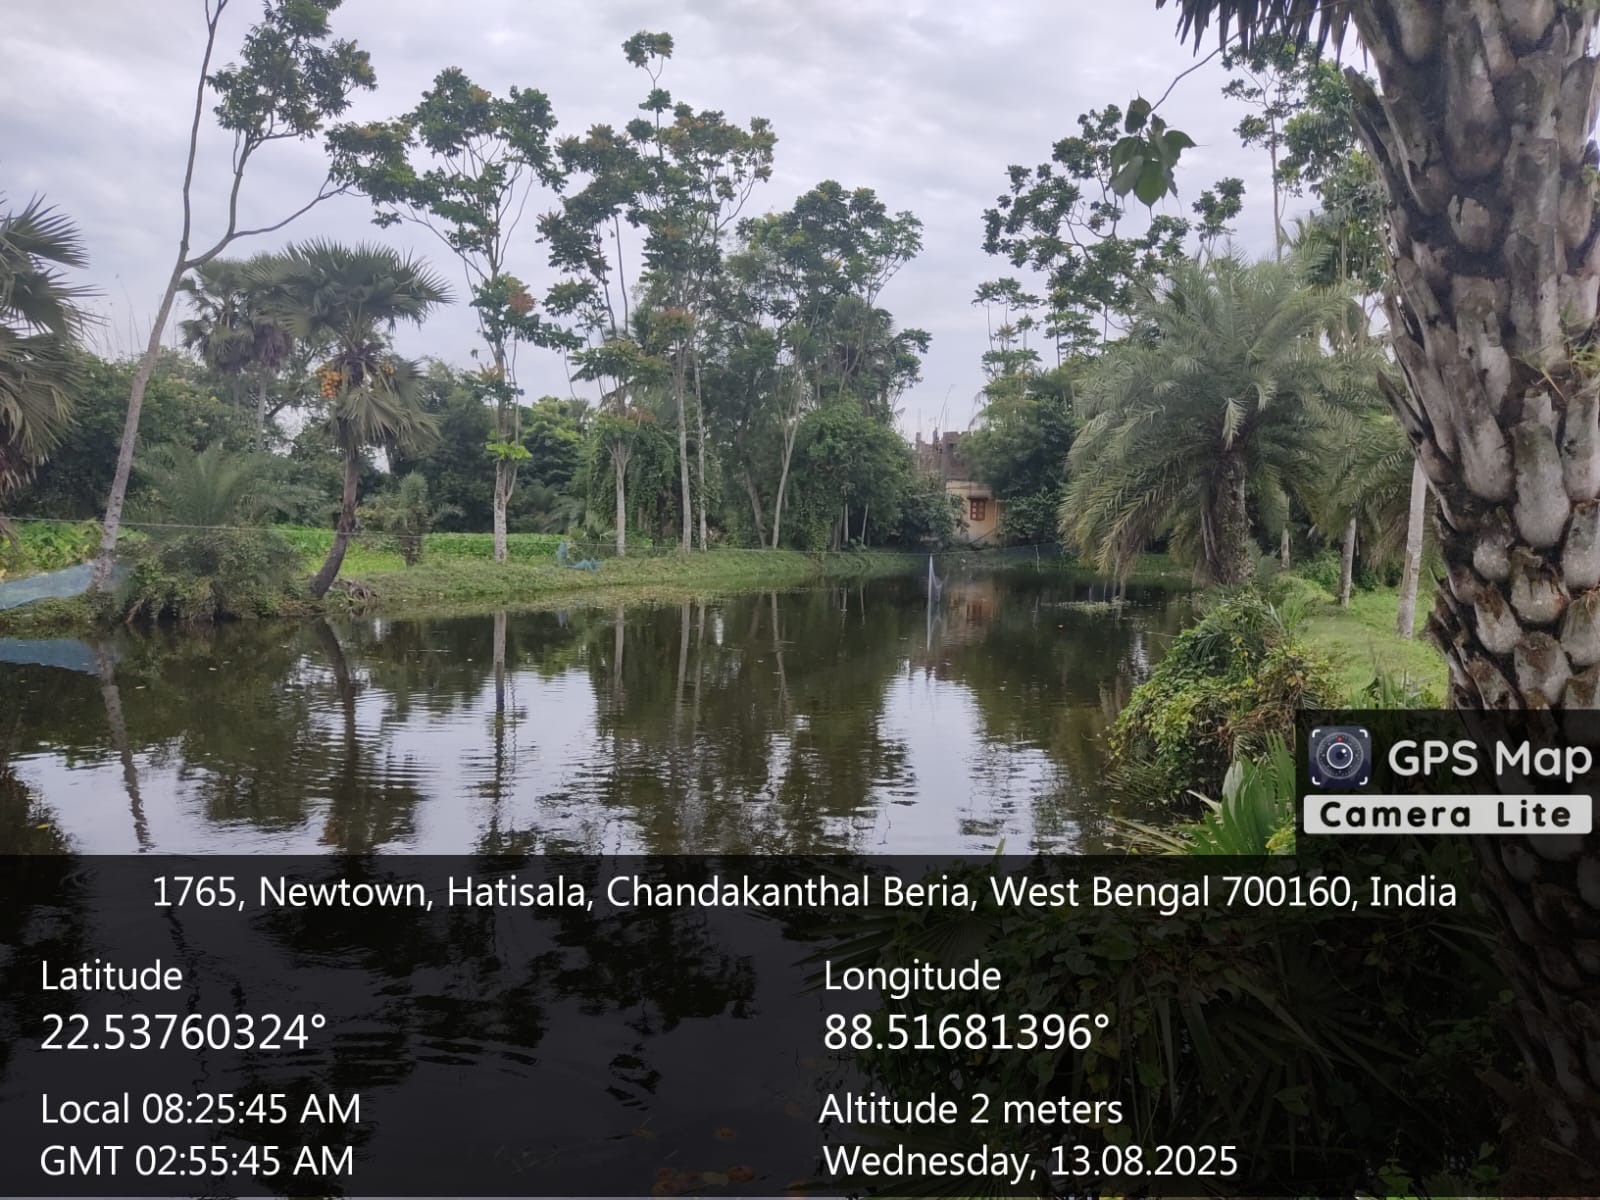 GPS Map
Camera Lite
1765, Newtown, Hatisala, Chandakanthal Beria, West Bengal 700160, India
Latitude
22.53760324°
Longitude
88.51681396°
Local 08:25:45 AM
GMT 02:55:45 AM
Altitude 2 meters
Wednesday, 13.08.2025